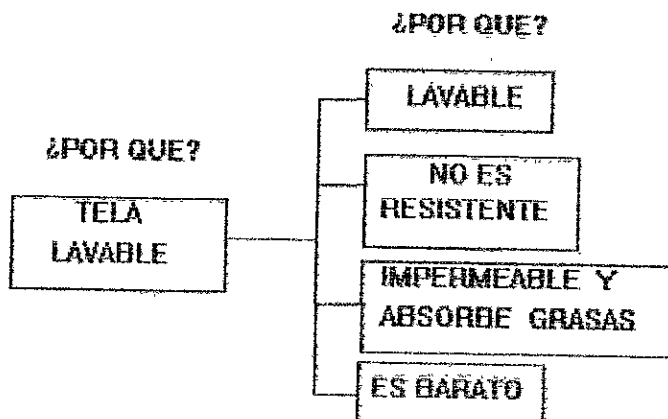 ¿POR QUE?
LAVABLE
¿POR QUE?
TELA
LAVABLE
NO ES
RESISTENTE
IMPERMEABLE Y
ABSORBE GRASAS
ES BARATO